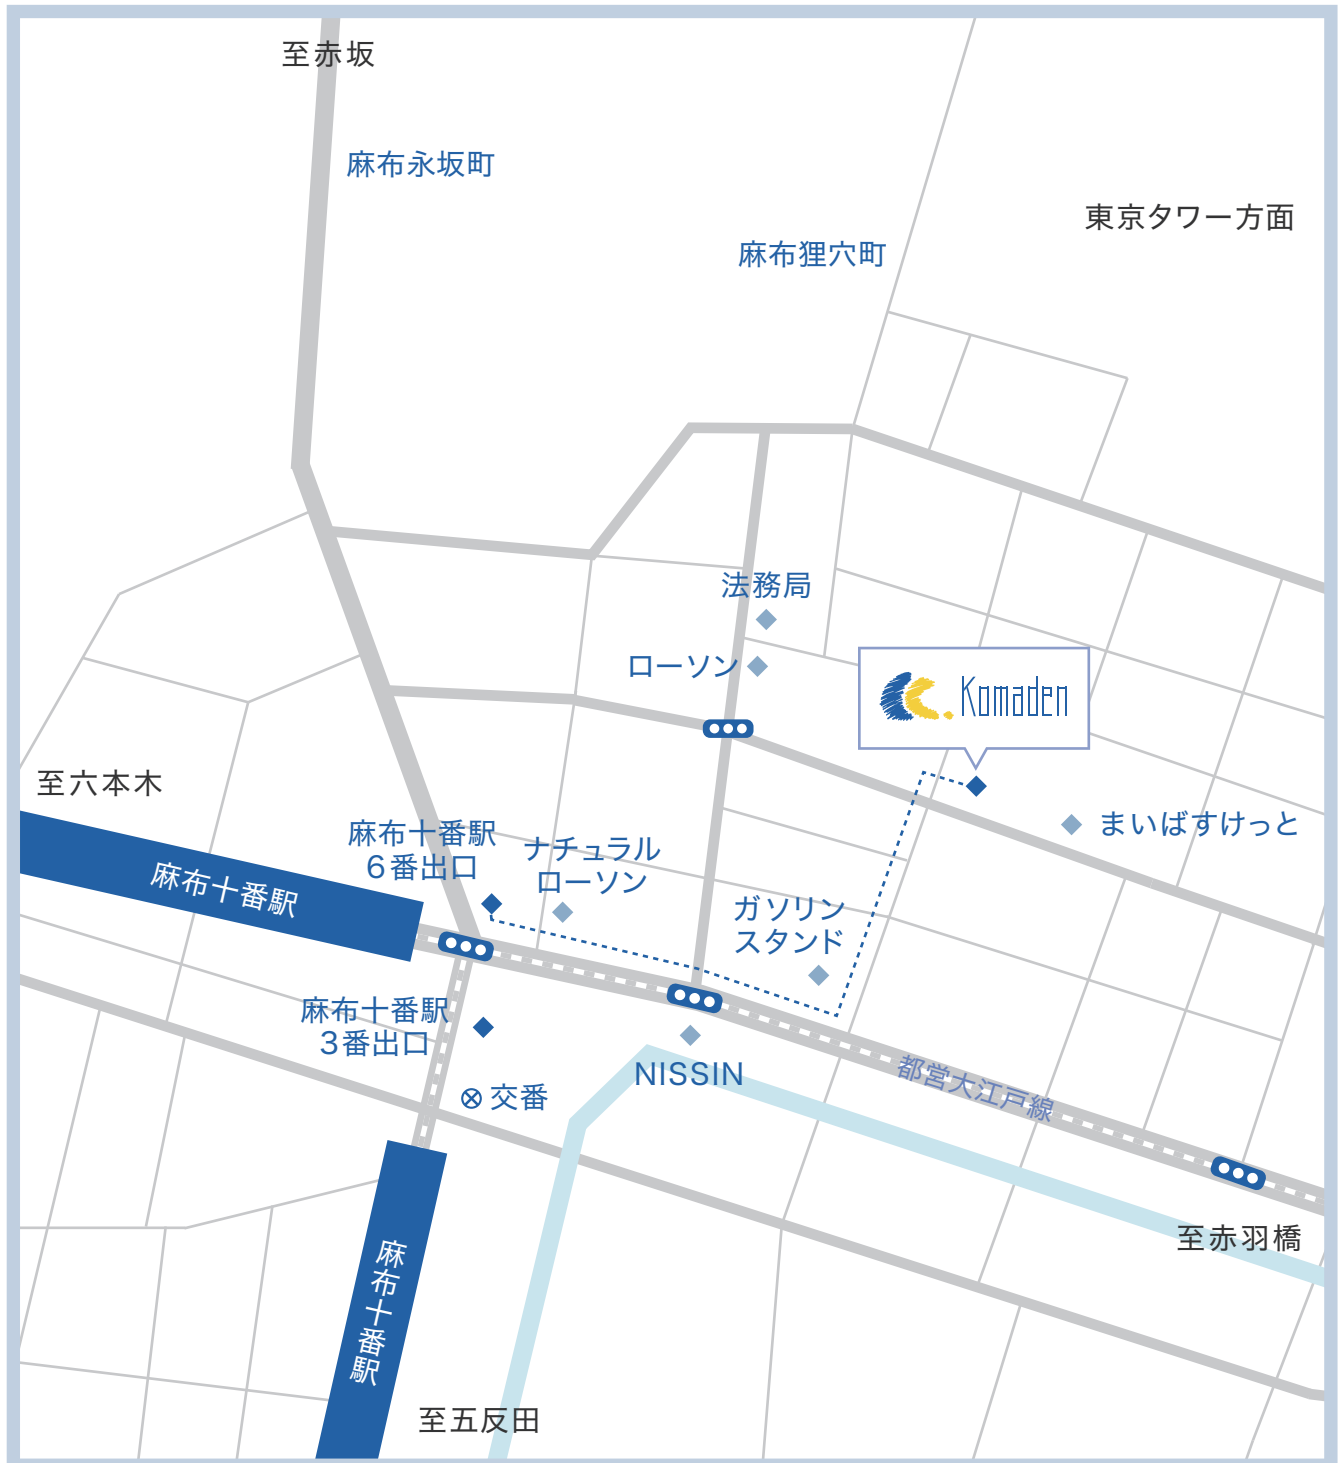 至赤坂
麻布永坂町
東京タワー方面
麻布狸穴町
法務局
ローソン
Komaden
至六本木
まいばすけっと
麻布十番駅
6番出口
ナチュラル
ローソン
麻布十番駅
ガソリン
スタンド
麻布十番駅
3番出口
NISSIN
都営大江戸線
交番
至赤羽橋
麻布十番駅
至五反田